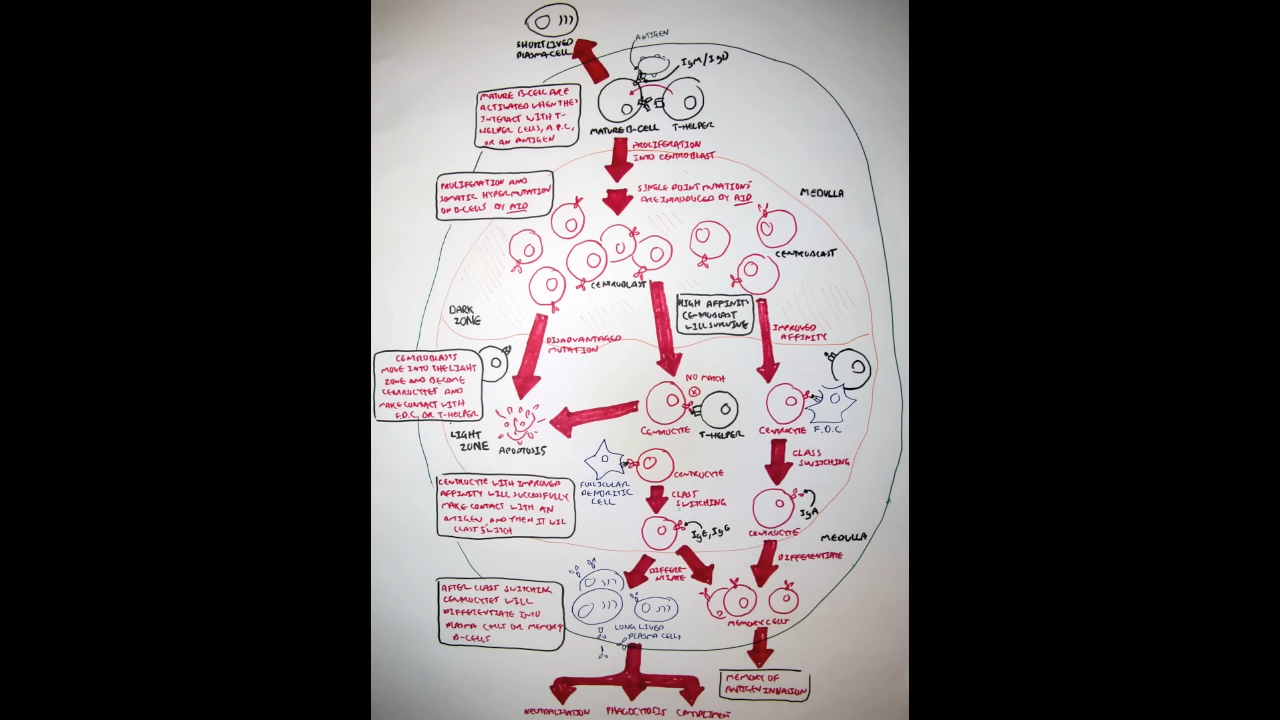 SHORT LIVED
PLASMA CELL
ANTIGEN
IgM/IgD
MATURE B-CELL ARE
ACTIVATED WHEN THEY
INTERACT WITH T-
HELPER CELLS, A.P.C,
OR AN ANTIGEN
MATURE B-CELL
T-HELPER
PROLIFERATION
INTO CENTROBLAST
PROLIFERATION AND
SOMATIC HYPERMUTATION
ON B-CELLS BY AID
SINGLE POINT MUTATIONS
ARE INTRODUCED BY AID
MEDULLA
CENTROBLAST
CENTROBLAST
HIGH AFFINITY
CENTROBLAST
WILL SURVIVE
DARK
ZONE
IMPROVED
AFFINITY
DISADVANTAGED
MUTATION
CENTROBLASTS
MOVE INTO THE LIGHT
ZONE AND BECOME
CENTROCYTES AND
MAKE CONTACT WITH
F.D.C, OR T-HELPER
NO MATCH
CENTROCYTE
T-HELPER
CENTROCYTE
F.D.C
LIGHT
ZONE
APOPTOSIS
CLASS
SWITCHING
FOLLICULAR
DENDRITIC
CELL
CENTROCYTE
CLASS
SWITCHING
CENTROCYTE WITH IMPROVED
AFFINITY WILL SUCCESSFULLY
MAKE CONTACT WITH AN
ANTIGEN, AND THEN IT WILL
CLASS SWITCH
IgA
CENTROCYTE
IgE, IgG
MEDULLA
DIFFERE-
NTIATE
DIFFERENTIATE
AFTER CLASS SWITCHING
CENTROCYTES WILL
DIFFERENTIATE INTO
PLASMA CELLS OR MEMORY
B-CELLS
LONG LIVED
PLASMA CELLS
MEMORY CELLS
MEMORY OF
ANTIGEN INVASION
NEUTRALIZATION
PHAGOCYTOSIS
COMPLIMENT